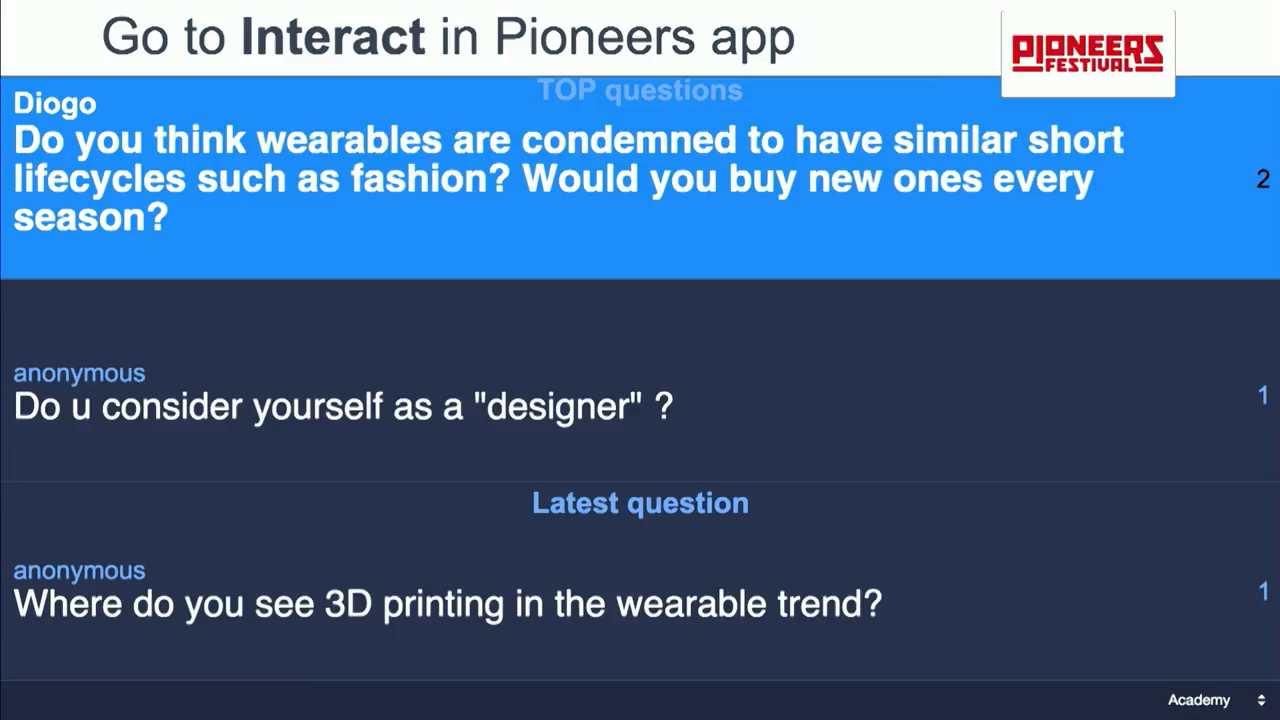 Go to Interact in Pioneers app
PIONEERS
FESTIVAL
TOP questions
Diogo
Do you think wearables are condemned to have similar short
lifecycles such as fashion? Would you buy new ones every
season?
2
anonymous
Do u consider yourself as a "designer" ?
1
Latest question
anonymous
Where do you see 3D printing in the wearable trend?
1
Academy